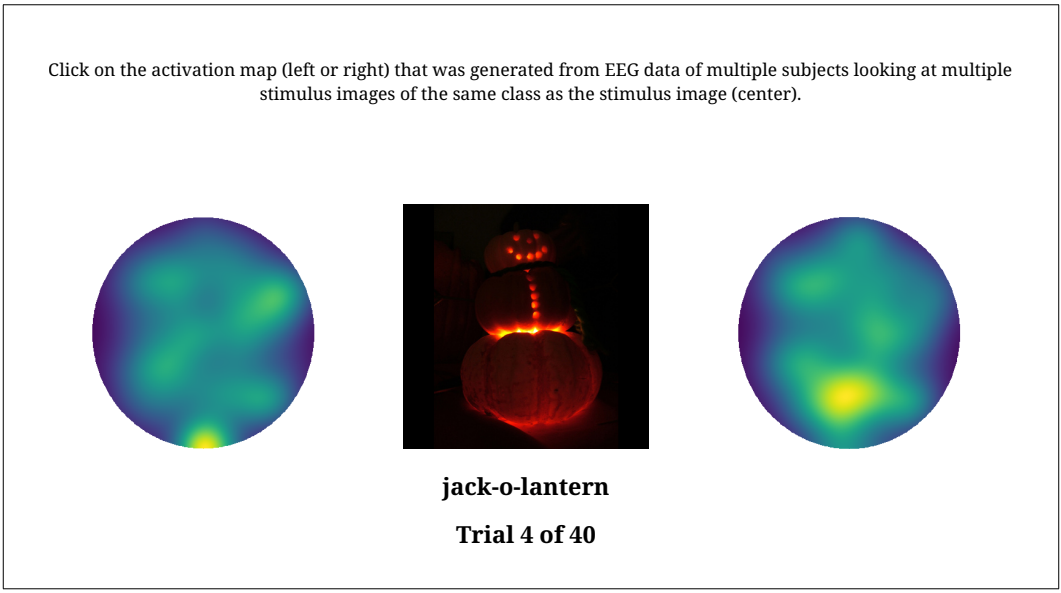 Click on the activation map (left or right) that was generated from EEG data of multiple subjects looking at multiple
stimulus images of the same class as the stimulus image (center).
jack-o-lantern
Trial 4 of 40